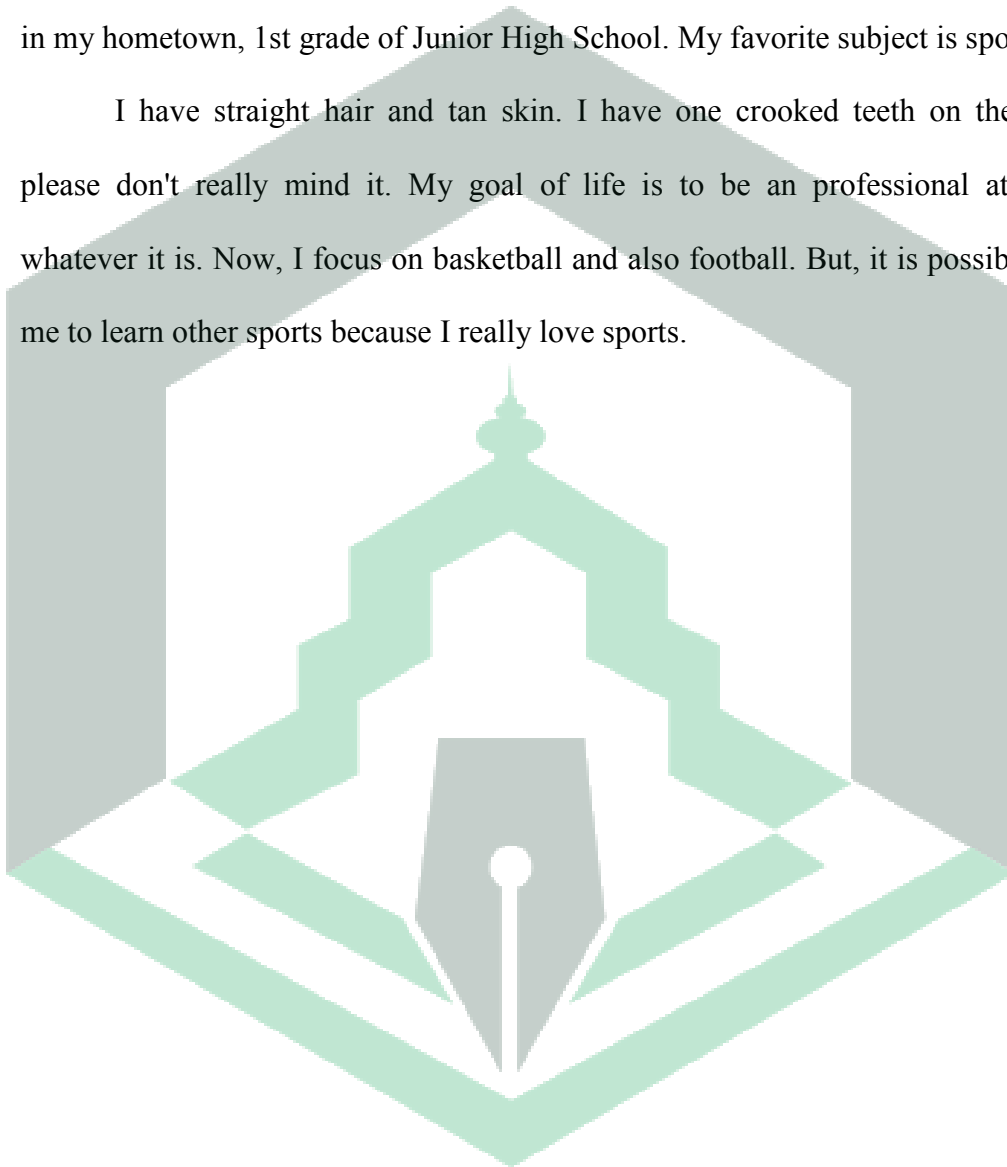 in my hometown, 1st grade of Junior High School. My favorite subject is spo
I have straight hair and tan skin. I have one crooked teeth on the
please don't really mind it. My goal of life is to be an professional at
whatever it is. Now, I focus on basketball and also football. But, it is possib
me to learn other sports because I really love sports.